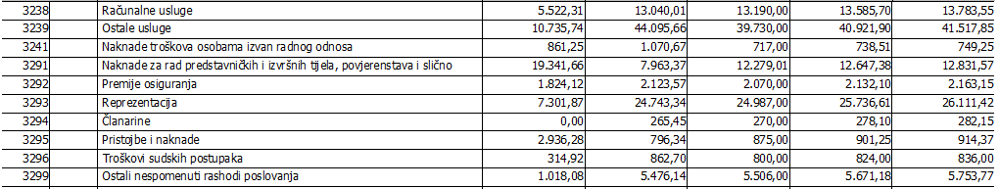 3238 Računalne usluge 5.522,31 13.040,01 13.190,00 13.585,70 13.783,55
3239 Ostale usluge 10.735,74 44.095,66 39.730,00 40.921,90 41.517,85
3241 Naknade troškova osobama izvan radnog odnosa 861,25 1.070,67 717,00 738,51 749,25
3291 Naknade za rad predstavničkih i izvršnih tijela, povjerenstava i slično 19.341,66 7.963,37 12.279,01 12.647,38 12.831,57
3292 Premije osiguranja 1.824,12 2.123,57 2.070,00 2.132,10 2.163,15
3293 Reprezentacija 7.301,87 24.743,34 24.987,00 25.736,61 26.111,42
3294 Članarine 0,00 265,45 270,00 278,10 282,15
3295 Pristojbe i naknade 2.936,28 796,34 875,00 901,25 914,37
3296 Troškovi sudskih postupaka 314,92 862,70 800,00 824,00 836,00
3299 Ostali nespomenuti rashodi poslovanja 1.018,08 5.476,14 5.506,00 5.671,18 5.753,77